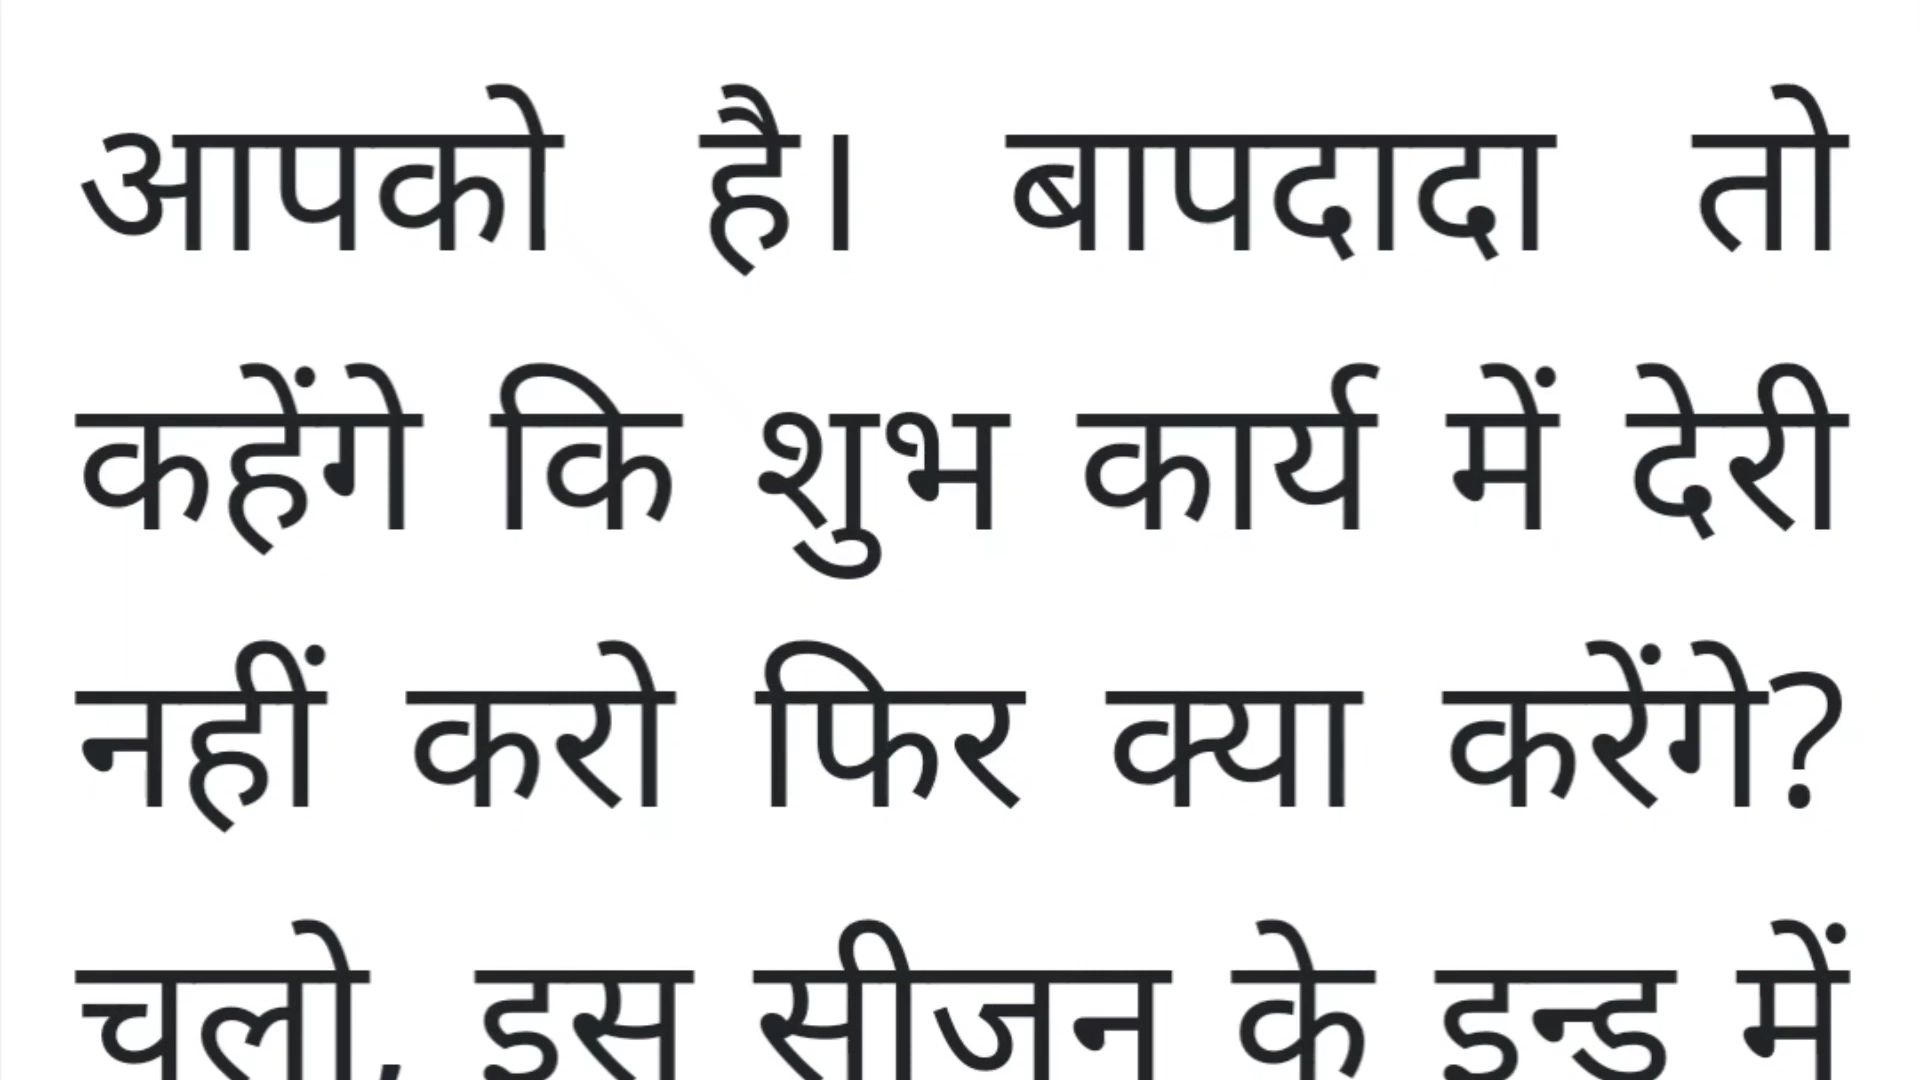 आपको है। बापदादा तो
कहेंगे कि शुभ कार्य में देरी
नहीं करो फिर क्या करेंगे?
चलो, इस सीजन के इन्ड में